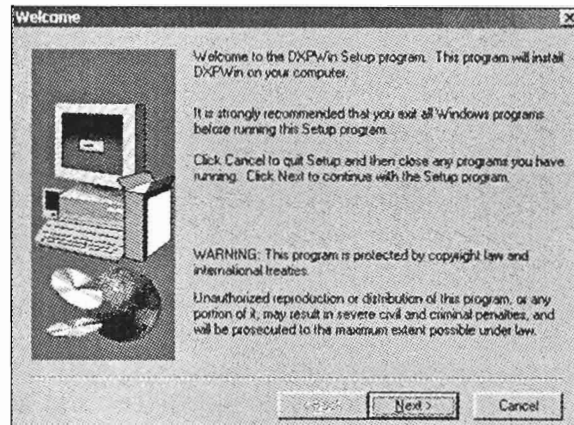 Welcome
Welcome to the DXPWin Setup program. This program will install
DXPWin on your computer.
It is strongly recommended that you exit all Windows programs
before running this Setup program.
Click Cancel to quit Setup and then close any programs you have
running. Click Next to continue with the Setup program.
WARNING: This program is protected by copyright law and
international treaties.
Unauthorized reproduction or distribution of this program, or any
portion of it, may result in severe civil and criminal penalties, and
will be prosecuted to the maximum extent possible under law.
< Back Next > Cancel